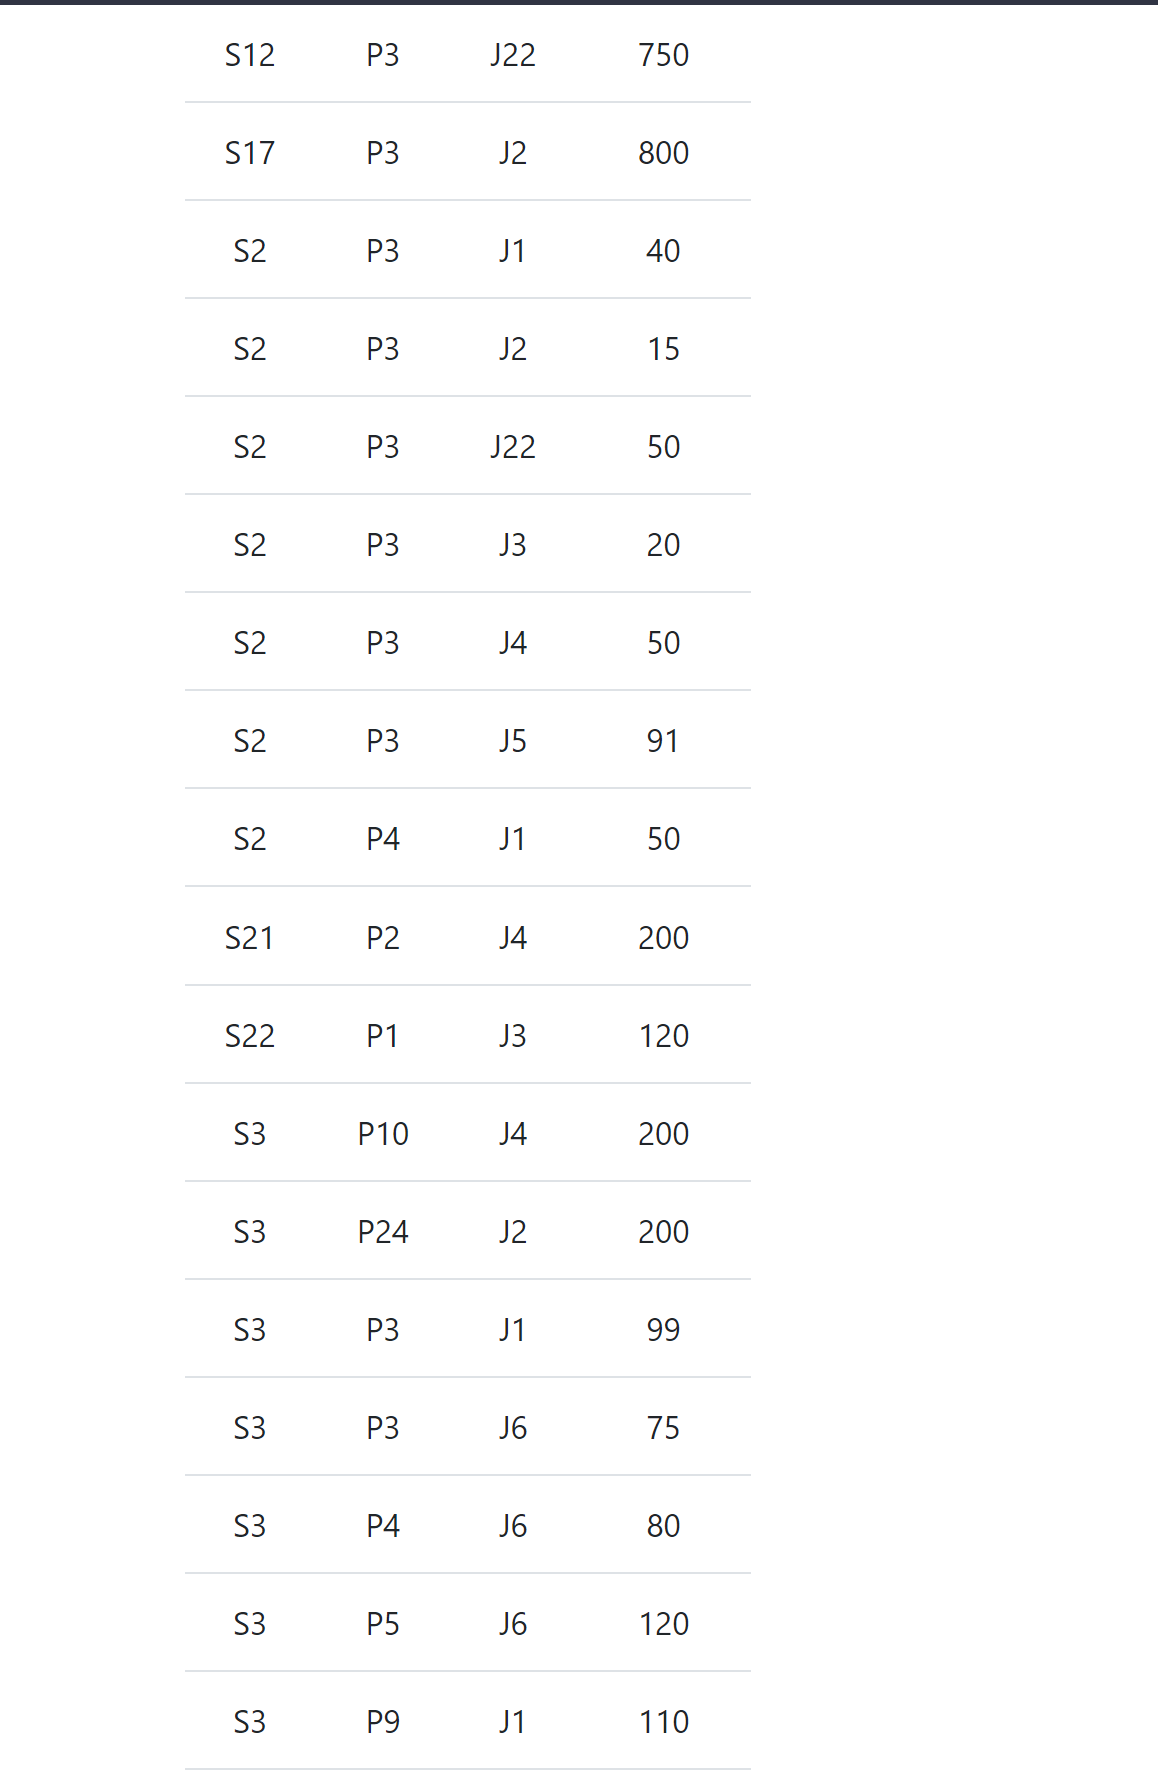 S12 P3 J22 750
S17 P3 J2 800
S2 P3 J1 40
S2 P3 J2 15
S2 P3 J22 50
S2 P3 J3 20
S2 P3 J4 50
S2 P3 J5 91
S2 P4 J1 50
S21 P2 J4 200
S22 P1 J3 120
S3 P10 J4 200
S3 P24 J2 200
S3 P3 J1 99
S3 P3 J6 75
S3 P4 J6 80
S3 P5 J6 120
S3 P9 J1 110